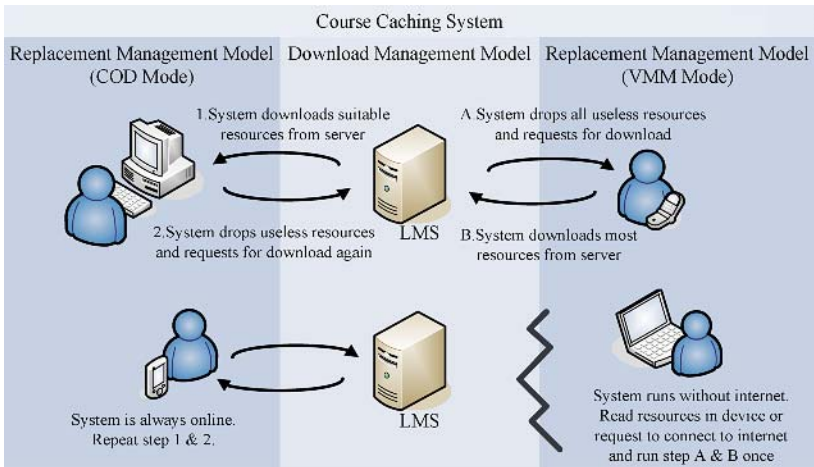 Course Caching System
Replacement Management Model
(COD Mode)
Download Management Model
Replacement Management Model
(VMM Mode)
1.System downloads suitable
resources from server
A.System drops all useless resources
and requests for download
LMS
2.System drops useless resources
and requests for download again
B.System downloads most
resources from server
LMS
System is always online.
Repeat step 1 & 2.
System runs without internet.
Read resources in device or
request to connect to internet
and run step A & B once